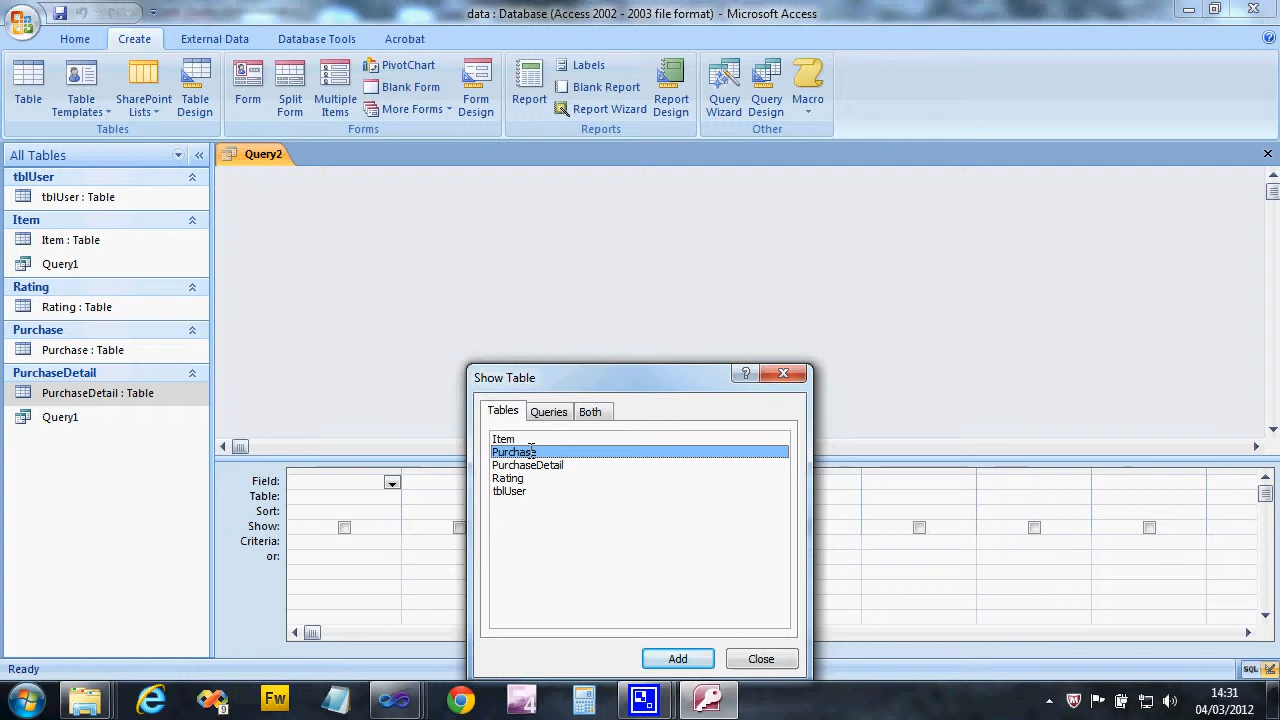 data : Database (Access 2002 - 2003 file format) - Microsoft Access
Home Create External Data Database Tools Acrobat
Table
Table Templates
SharePoint Lists
Table Design
Tables
Form
Split Form
Multiple Items
PivotChart
Blank Form
More Forms
Form Design
Forms
Report
Labels
Blank Report
Report Wizard
Report Design
Reports
Query Wizard
Query Design
Macro
Other
All Tables
tblUser
tblUser : Table
Item
Item : Table
Query1
Rating
Rating : Table
Purchase
Purchase : Table
PurchaseDetail
PurchaseDetail : Table
Query1
Query2
Show Table
Tables Queries Both
Item
Purchase
PurchaseDetail
Rating
tblUser
Add Close
Field:
Table:
Sort:
Show:
Criteria:
or:
Ready
SQL
Fw
4
14:31
04/03/2012